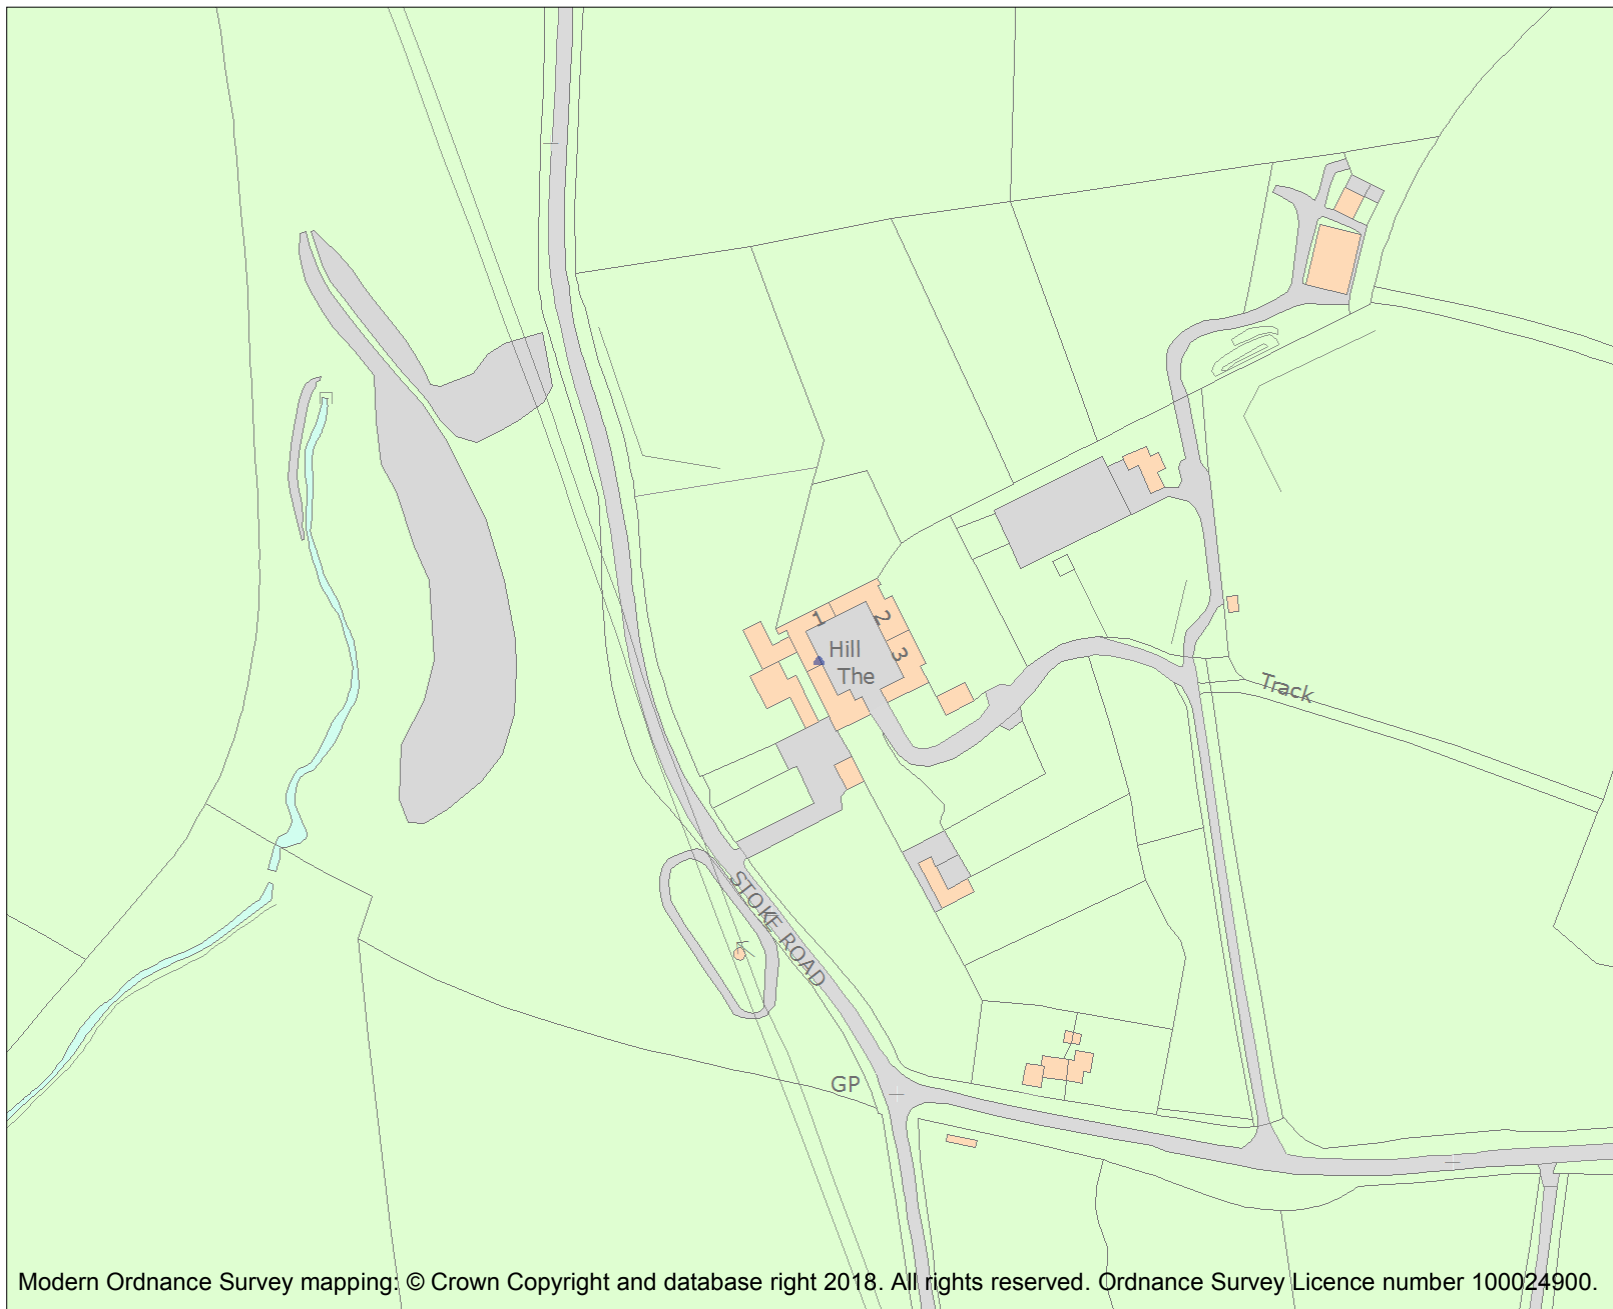 1
2
Hill
3
The
Track
STOKE ROAD
GP
Modern Ordnance Survey mapping: © Crown Copyright and database right 2018. All rights reserved. Ordnance Survey Licence number 100024900.